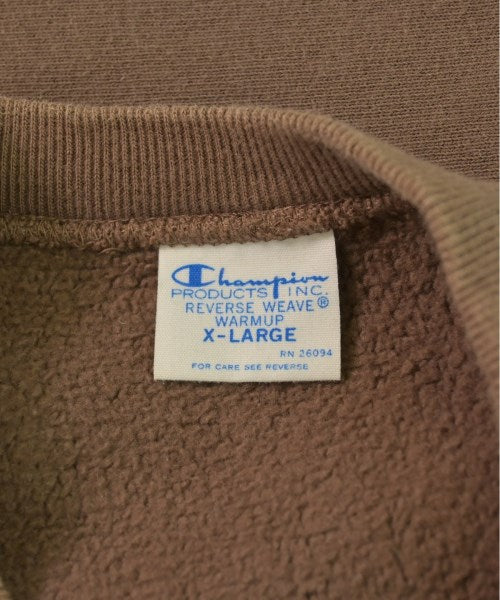 Champion
PRODUCTS INC.
REVERSE WEAVE®
WARMUP
X-LARGE
RN 26094
FOR CARE SEE REVERSE